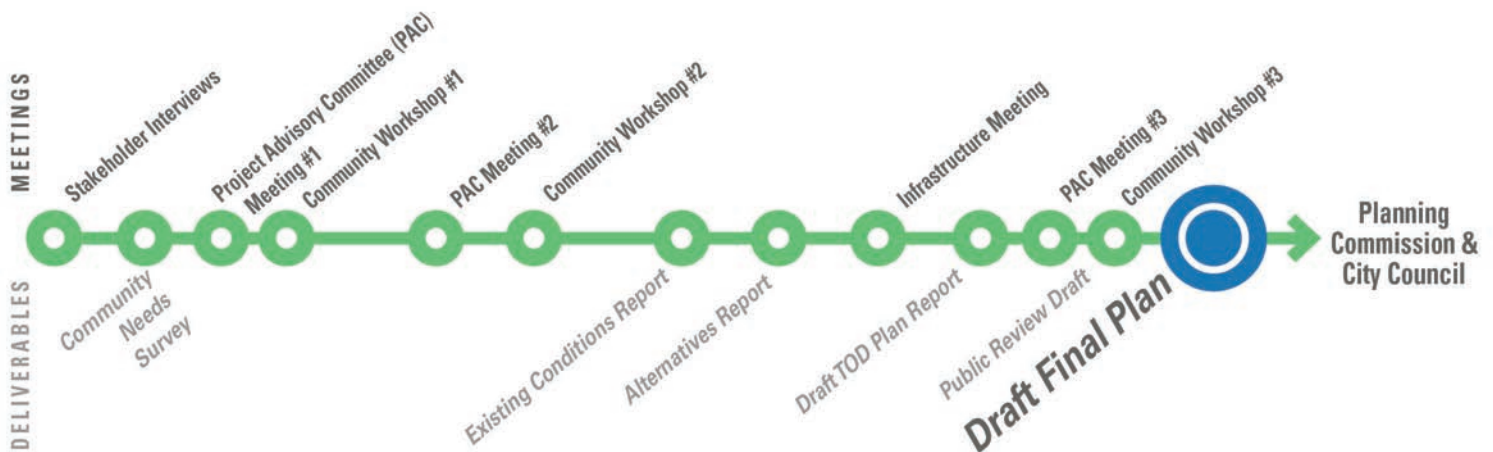 MEETINGS
Stakeholder Interviews
Project Advisory Committee (PAC)
Meeting #1
Community Workshop #1
PAC Meeting #2
Community Workshop #2
Infrastructure Meeting
PAC Meeting #3
Community Workshop #3
Planning
Commission &
City Council
DELIVERABLES
Community
Needs
Survey
Existing Conditions Report
Alternatives Report
Draft TOD Plan Report
Public Review Draft
Draft Final Plan